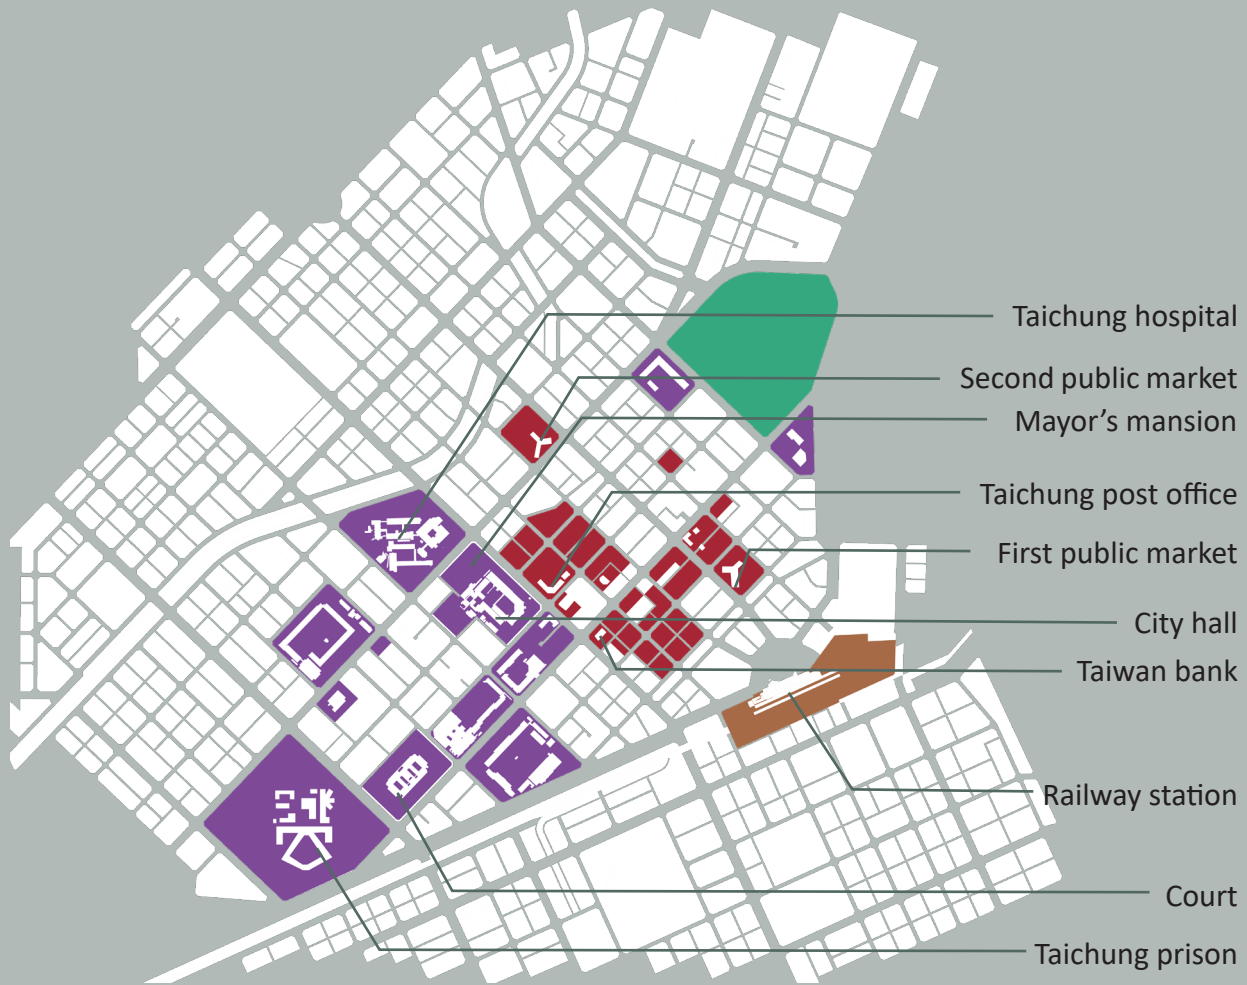 Taichung hospital
Second public market
Mayor’s mansion
Taichung post office
First public market
City hall
Taiwan bank
Railway station
Court
Taichung prison